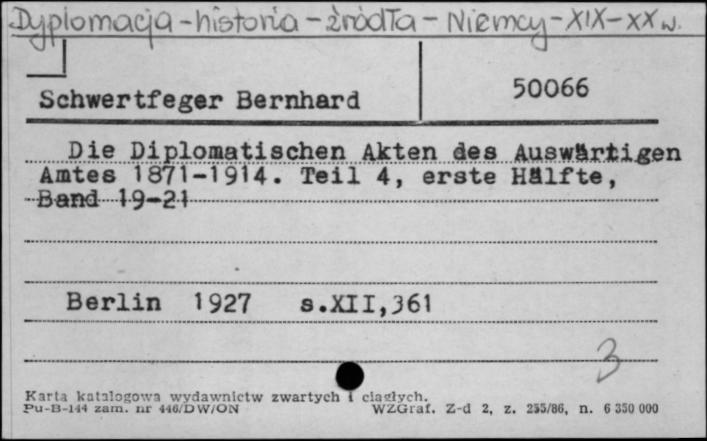 Dyplomacja - historia - źródła - Niemcy - XIX - XX w.
Schwertfeger Bernhard
50066
Die Diplomatischen Akten des Auswärtigen
Amtes 1871-1914. Teil 4, erste Hälfte,
Band 19-21
Berlin 1927 s.XII,361
3
Karta katalogowa wydawnictw zwartych i ciągłych.
Pu-B-144 zam. nr 446/DW/ON WZGraf. Z-d 2, z. 255/86, n. 6 350 000